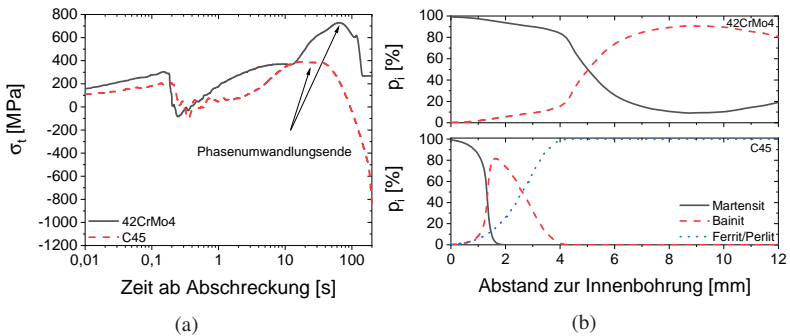 σt [MPa]
800
600
400
200
0
200
-400
-600
-800
-1000
-1200
Phasenumwandlungsende
42CrMo4
C45
0,01
0,1
1
10
100
Zeit ab Abschreckung [s]
(a)
pi [%]
100
80
60
40
20
0
42CrMo4
pi [%]
100
80
60
40
20
0
C45
Martensit
Bainit
Ferrit/Perlit
0
2
4
6
8
10
12
Abstand zur Innenbohrung [mm]
(b)